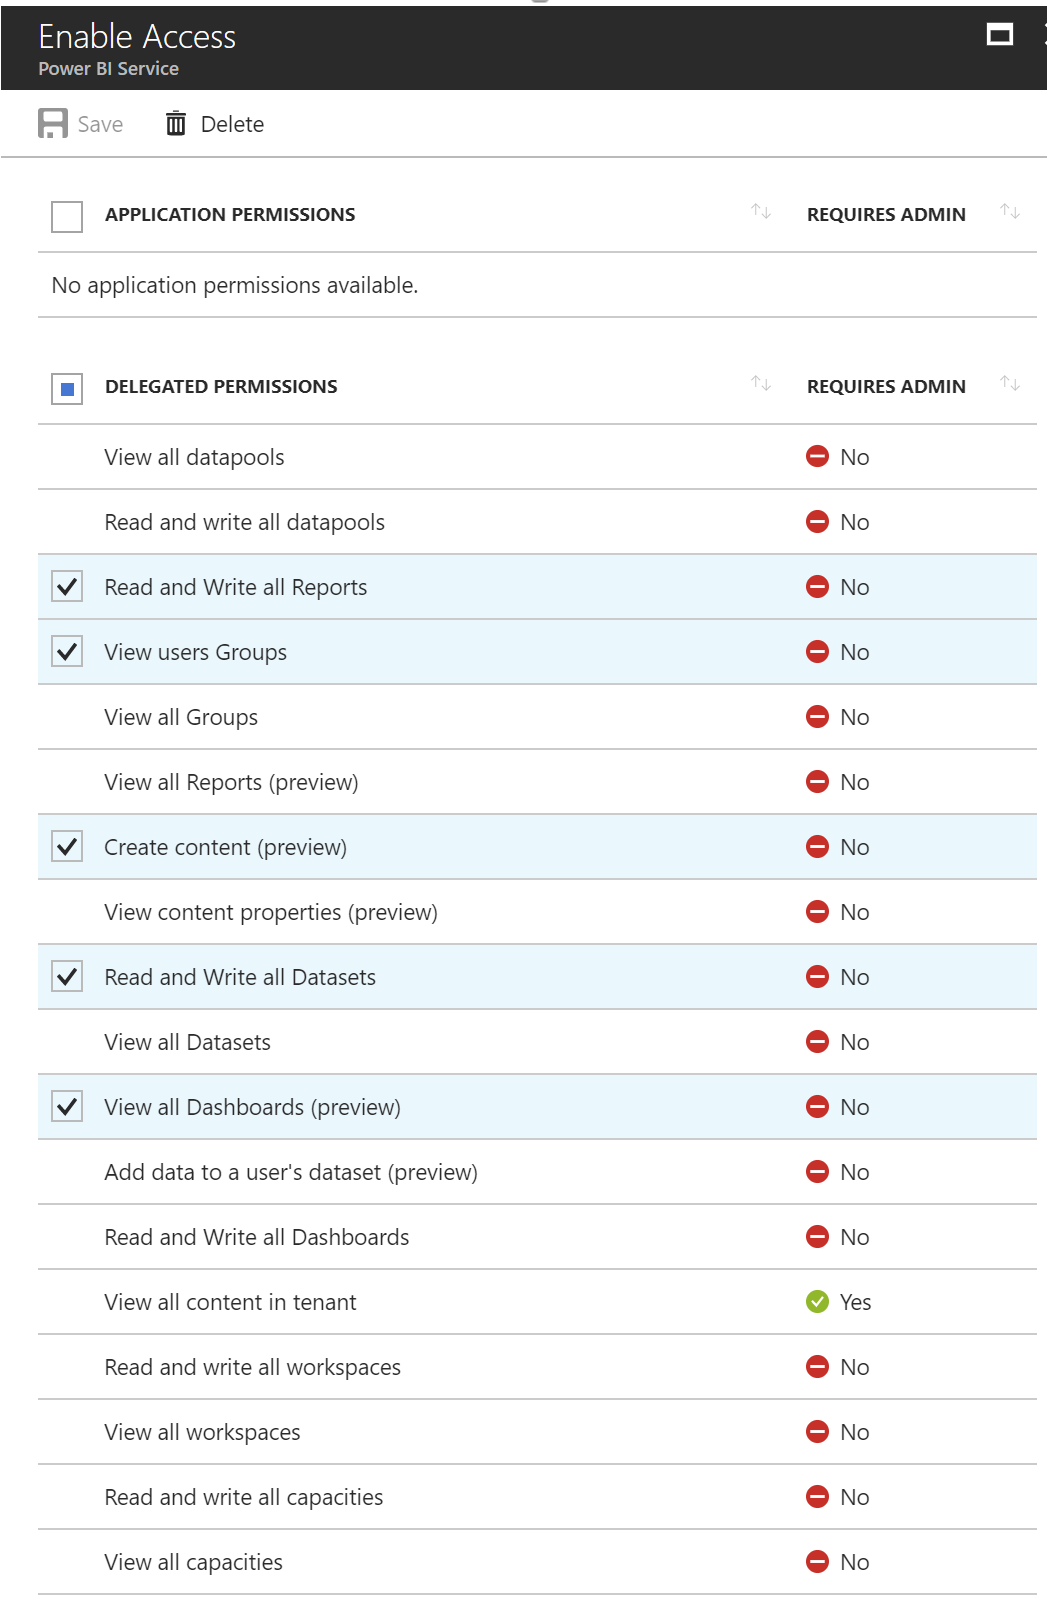 Enable Access
Power BI Service
Save Delete
APPLICATION PERMISSIONS REQUIRES ADMIN
No application permissions available.
DELEGATED PERMISSIONS REQUIRES ADMIN
View all datapools No
Read and write all datapools No
Read and Write all Reports No
View users Groups No
View all Groups No
View all Reports (preview) No
Create content (preview) No
View content properties (preview) No
Read and Write all Datasets No
View all Datasets No
View all Dashboards (preview) No
Add data to a user's dataset (preview) No
Read and Write all Dashboards No
View all content in tenant Yes
Read and write all workspaces No
View all workspaces No
Read and write all capacities No
View all capacities No